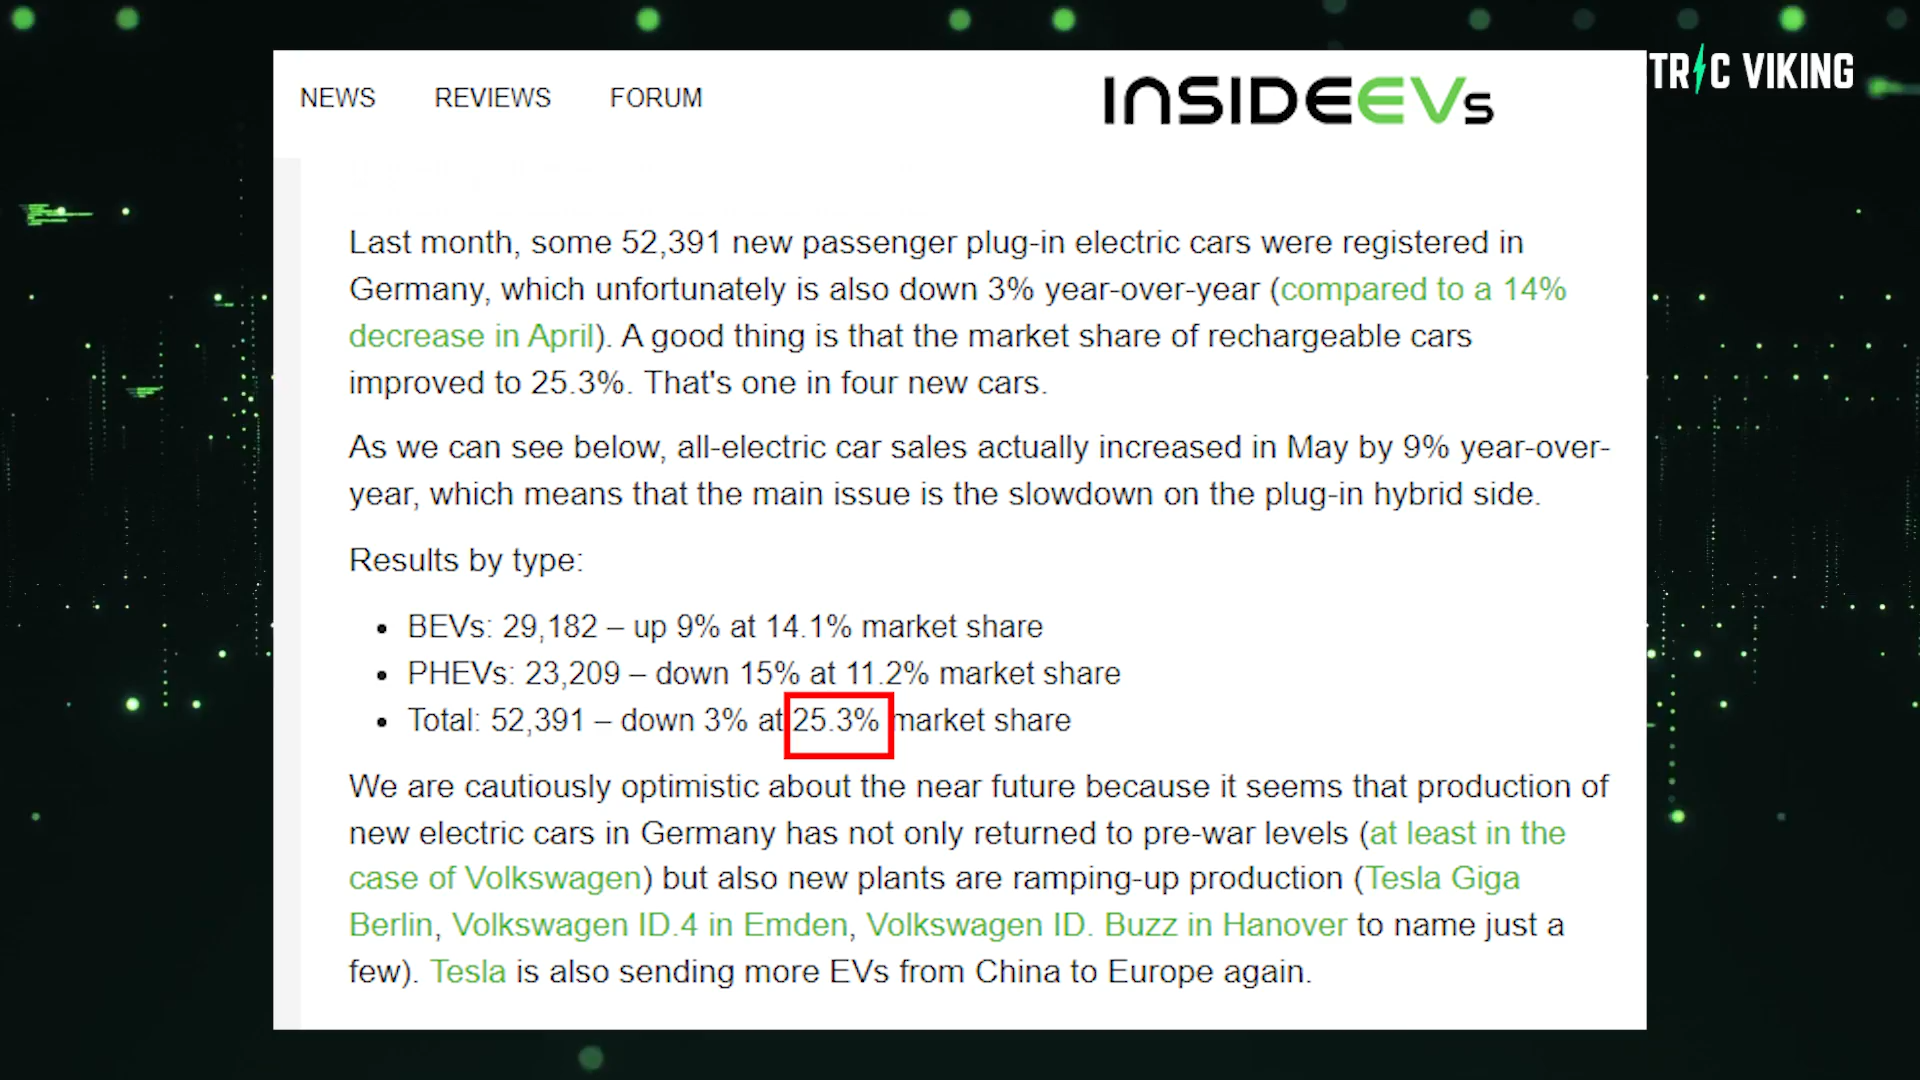 NEWS REVIEWS FORUM INSIDEEVs
TRIC VIKING
Last month, some 52,391 new passenger plug-in electric cars were registered in
Germany, which unfortunately is also down 3% year-over-year (compared to a 14%
decrease in April). A good thing is that the market share of rechargeable cars
improved to 25.3%. That's one in four new cars.
As we can see below, all-electric car sales actually increased in May by 9% year-over-
year, which means that the main issue is the slowdown on the plug-in hybrid side.
Results by type:
• BEVs: 29,182 – up 9% at 14.1% market share
• PHEVs: 23,209 – down 15% at 11.2% market share
• Total: 52,391 – down 3% at 25.3% market share
We are cautiously optimistic about the near future because it seems that production of
new electric cars in Germany has not only returned to pre-war levels (at least in the
case of Volkswagen) but also new plants are ramping-up production (Tesla Giga
Berlin, Volkswagen ID.4 in Emden, Volkswagen ID. Buzz in Hanover to name just a
few). Tesla is also sending more EVs from China to Europe again.